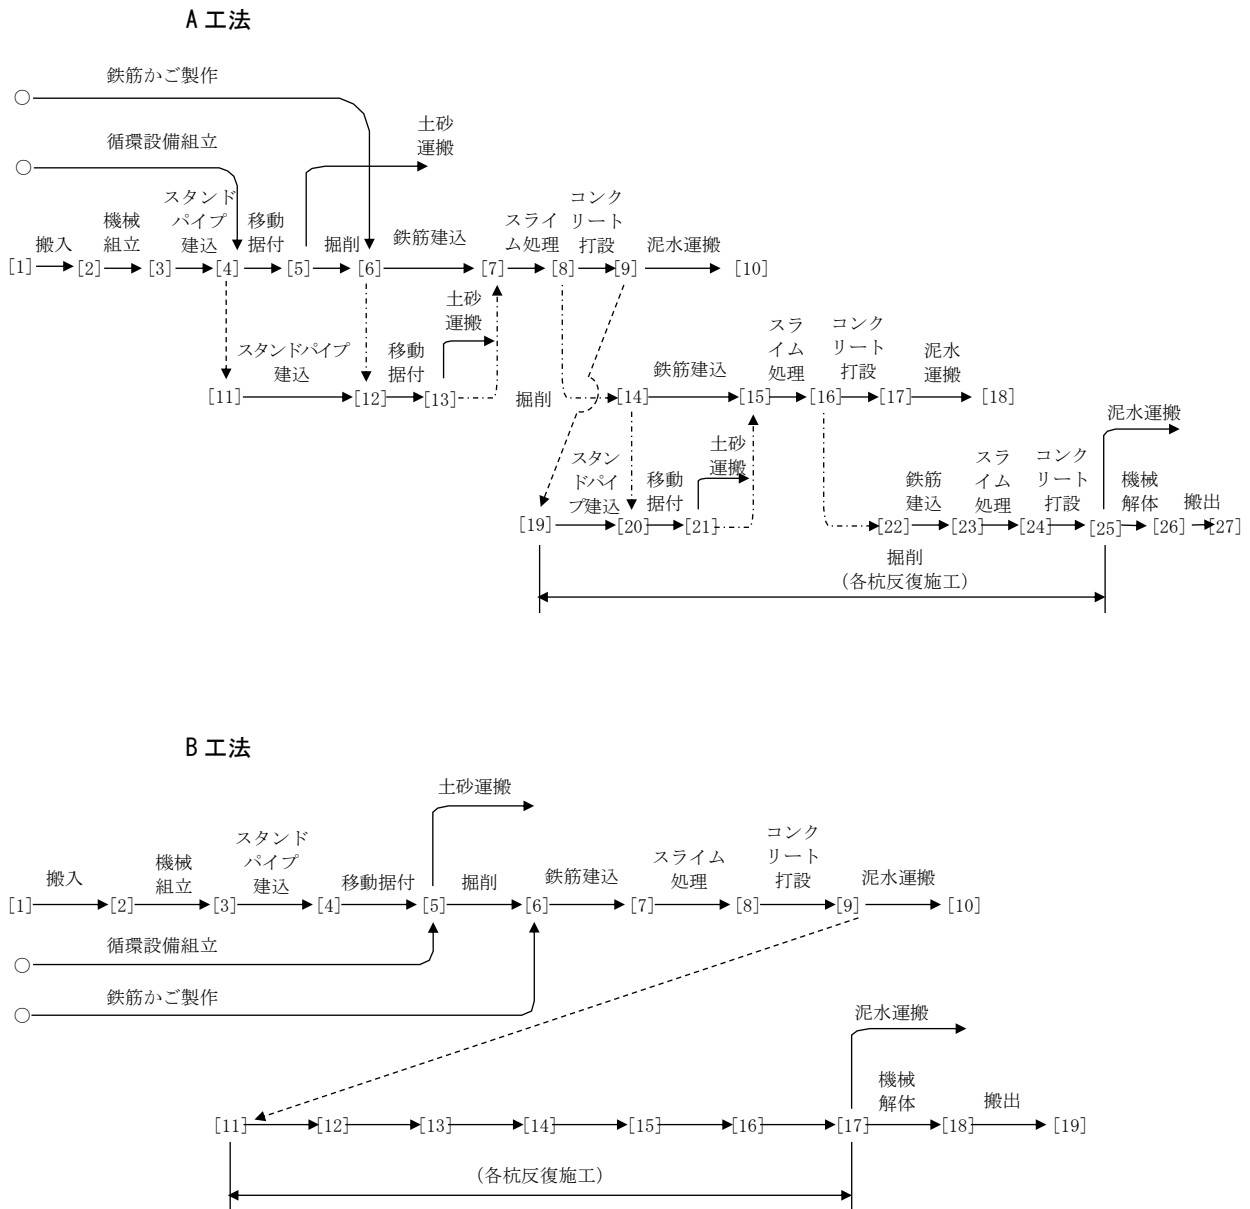 A 工法
鉄筋かご製作
循環設備組立
土砂
運搬
搬入
機械
組立
スタンド
パイプ
建込
移動
据付
掘削
鉄筋建込
スライ
ム処理
コンク
リート
打設
泥水運搬
[1]
[2]
[3]
[4]
[5]
[6]
[7]
[8]
[9]
[10]
スタンドパイプ
建込
移動
据付
土砂
運搬
掘削
鉄筋建込
スラ
イム
処理
コンク
リート
打設
泥水
運搬
[11]
[12]
[13]
[14]
[15]
[16]
[17]
[18]
スタン
ドパイ
プ建込
移動
据付
土砂
運搬
鉄筋
建込
スラ
イム
処理
コンク
リート
打設
泥水運搬
機械
解体
搬出
[19]
[20]
[21]
[22]
[23]
[24]
[25]
[26]
[27]
掘削
(各杭反復施工)
B 工法
土砂運搬
搬入
機械
組立
スタンド
パイプ
建込
移動据付
掘削
鉄筋建込
スライム
処理
コンク
リート
打設
泥水運搬
[1]
[2]
[3]
[4]
[5]
[6]
[7]
[8]
[9]
[10]
循環設備組立
鉄筋かご製作
泥水運搬
機械
解体
搬出
[11]
[12]
[13]
[14]
[15]
[16]
[17]
[18]
[19]
(各杭反復施工)